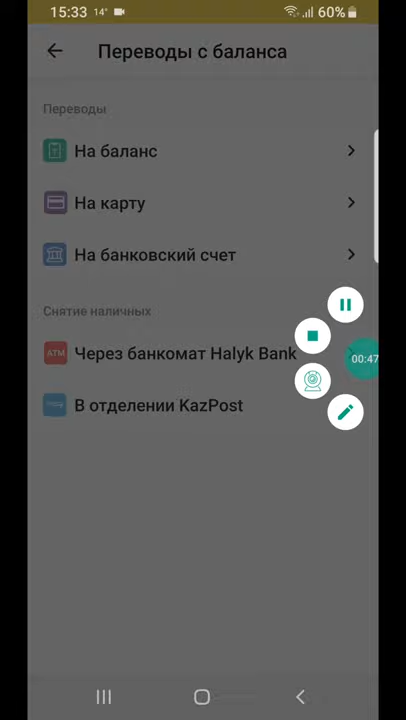 15:33 14° 60%
Переводы с баланса
Переводы
На баланс
На карту
На банковский счет
Снятие наличных
ATM Через банкомат Halyk Bank
00:47
В отделении KazPost